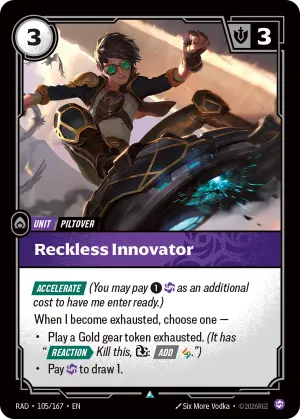 3
3
UNIT PILTOVER
Reckless Innovator
ACCELERATE (You may pay 1 as an additional
cost to have me enter ready.)
When I become exhausted, choose one —
• Play a Gold gear token exhausted. (It has
“ REACTION Kill this, : ADD .”)
• Pay to draw 1.
RAD • 105/167 • EN
Six More Vodka
©2026RGI